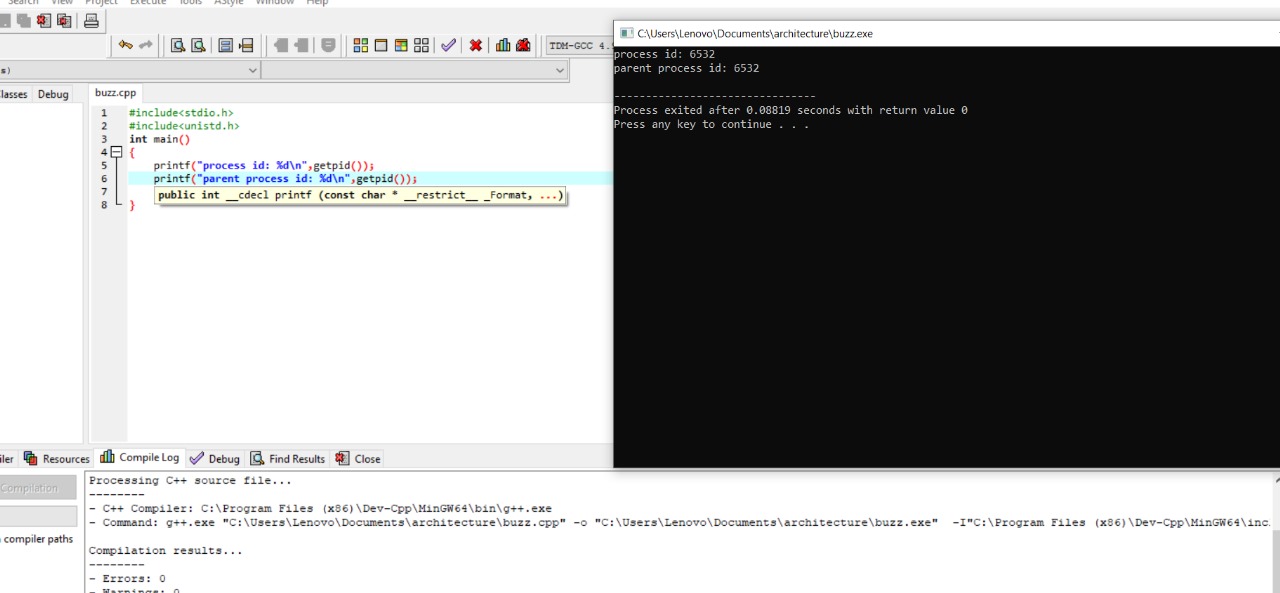 Search View Project Execute Tools AStyle Window Help
TDM-GCC 4.
s)
lasses Debug
buzz.cpp
1 #include<stdio.h>
2 #include<unistd.h>
3 int main()
4 {
5 printf("process id: %d\n",getpid());
6 printf("parent process id: %d\n",getpid());
7 public int __cdecl printf (const char * __restrict__ _Format, ...)
8 }
C:\Users\Lenovo\Documents\architecture\buzz.exe
process id: 6532
parent process id: 6532
--------------------------------
Process exited after 0.08819 seconds with return value 0
Press any key to continue . . .
iler Resources Compile Log Debug Find Results Close
Compilation
compiler paths
Processing C++ source file...
--------
- C++ Compiler: C:\Program Files (x86)\Dev-Cpp\MinGW64\bin\g++.exe
- Command: g++.exe "C:\Users\Lenovo\Documents\architecture\buzz.cpp" -o "C:\Users\Lenovo\Documents\architecture\buzz.exe" -I"C:\Program Files (x86)\Dev-Cpp\MinGW64\inc
Compilation results...
--------
- Errors: 0
- Warnings: 0